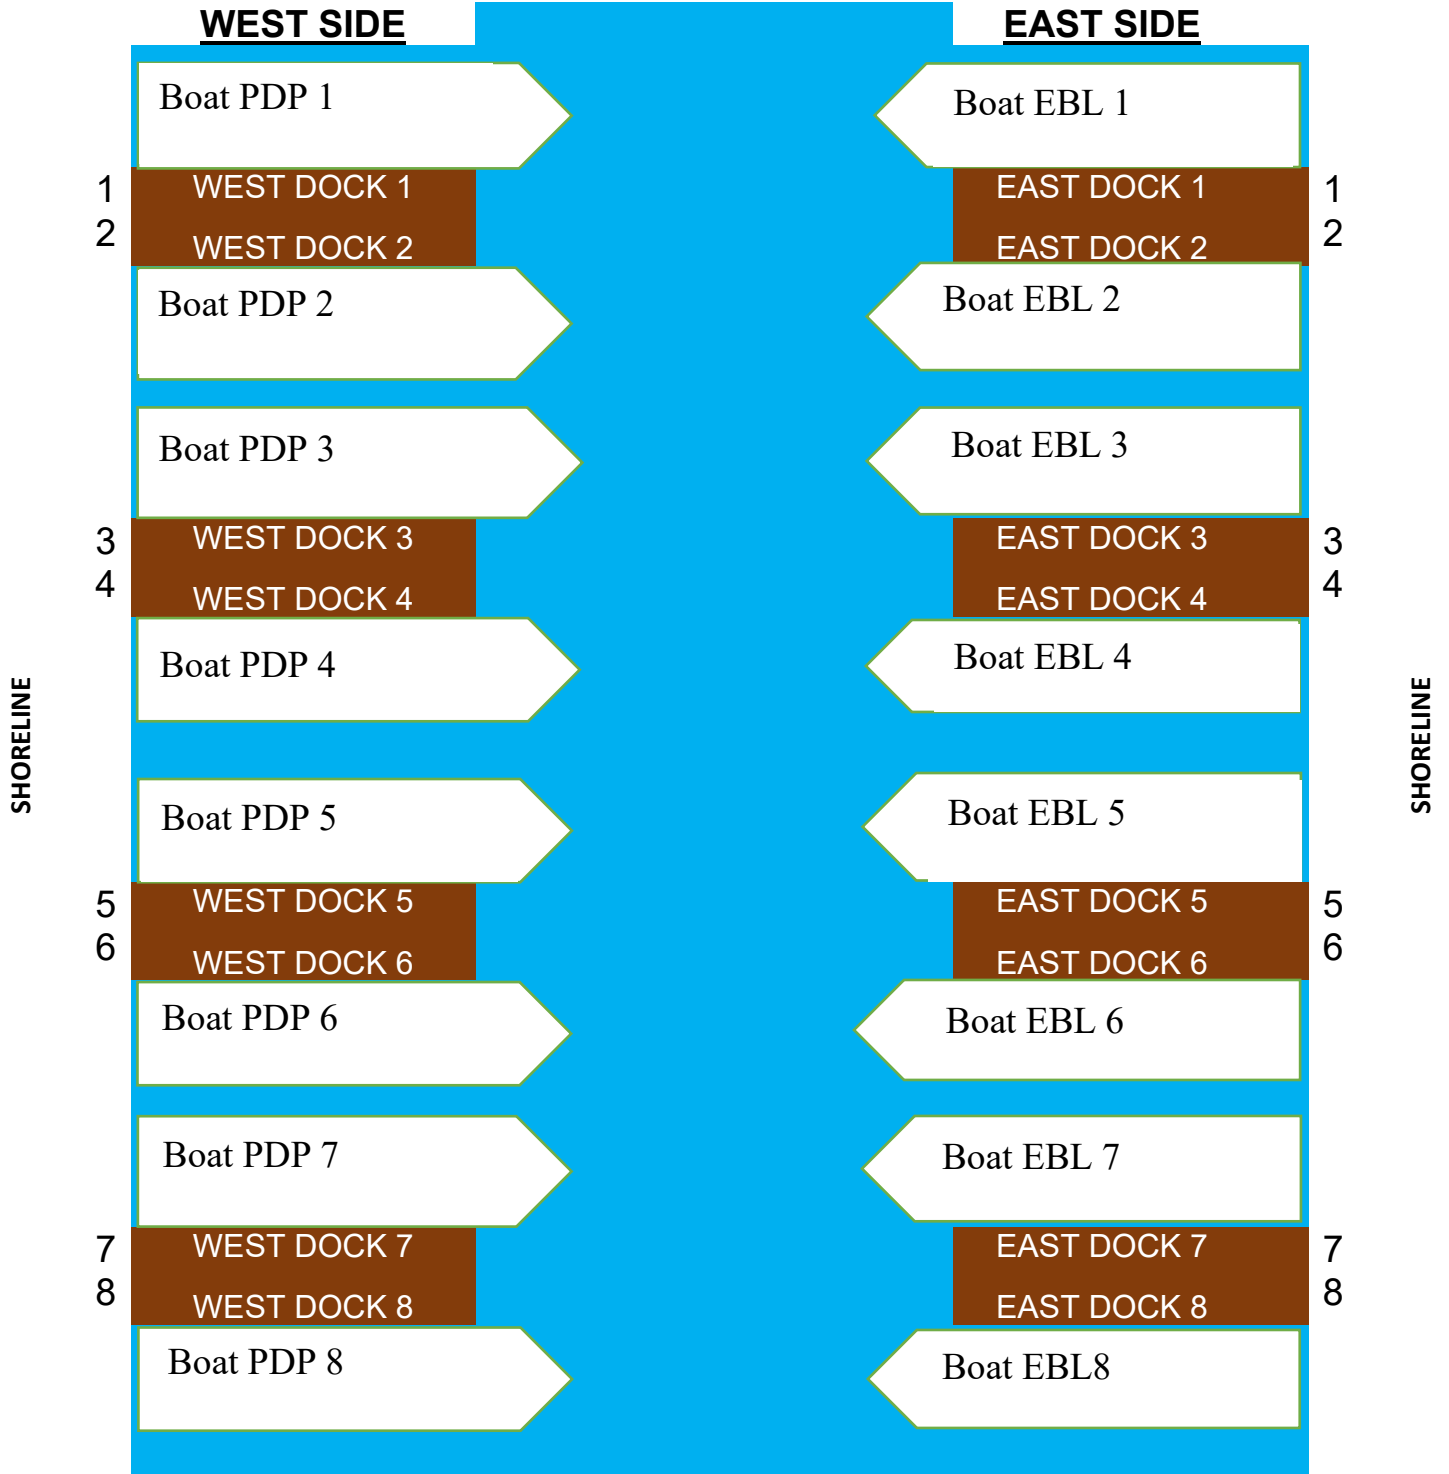 WEST SIDE
EAST SIDE
Boat PDP 1
Boat EBL 1
1
WEST DOCK 1
EAST DOCK 1
1
2
WEST DOCK 2
EAST DOCK 2
2
Boat PDP 2
Boat EBL 2
Boat PDP 3
Boat EBL 3
3
WEST DOCK 3
EAST DOCK 3
3
4
WEST DOCK 4
EAST DOCK 4
4
Boat PDP 4
Boat EBL 4
SHORELINE
SHORELINE
Boat PDP 5
Boat EBL 5
5
WEST DOCK 5
EAST DOCK 5
5
6
WEST DOCK 6
EAST DOCK 6
6
Boat PDP 6
Boat EBL 6
Boat PDP 7
Boat EBL 7
7
WEST DOCK 7
EAST DOCK 7
7
8
WEST DOCK 8
EAST DOCK 8
8
Boat PDP 8
Boat EBL8